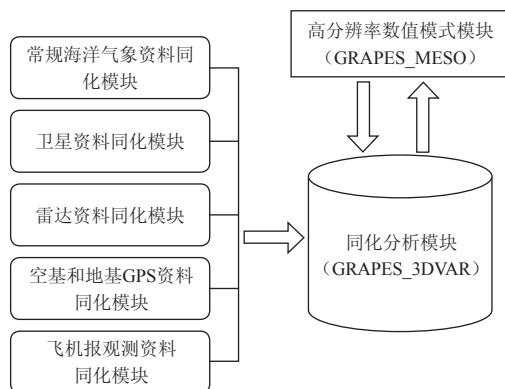 常规海洋气象资料同
化模块
卫星资料同化模块
雷达资料同化模块
空基和地基GPS资料
同化模块
飞机报观测资料
同化模块
高分辨率数值模式模块
（GRAPES_MESO）
同化分析模块
（GRAPES_3DVAR）